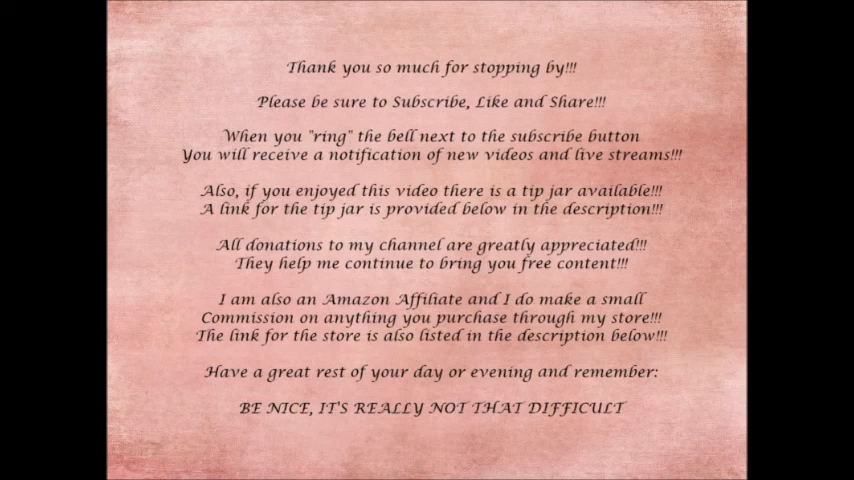 Thank you so much for stopping by!!!
Please be sure to Subscribe, Like and Share!!!
When you "ring" the bell next to the subscribe button
You will receive a notification of new videos and live streams!!!
Also, if you enjoyed this video there is a tip jar available!!!
A link for the tip jar is provided below in the description!!!
All donations to my channel are greatly appreciated!!!
They help me continue to bring you free content!!!
I am also an Amazon Affiliate and I do make a small
Commission on anything you purchase through my store!!!
The link for the store is also listed in the description below!!!
Have a great rest of your day or evening and remember:
BE NICE, IT'S REALLY NOT THAT DIFFICULT